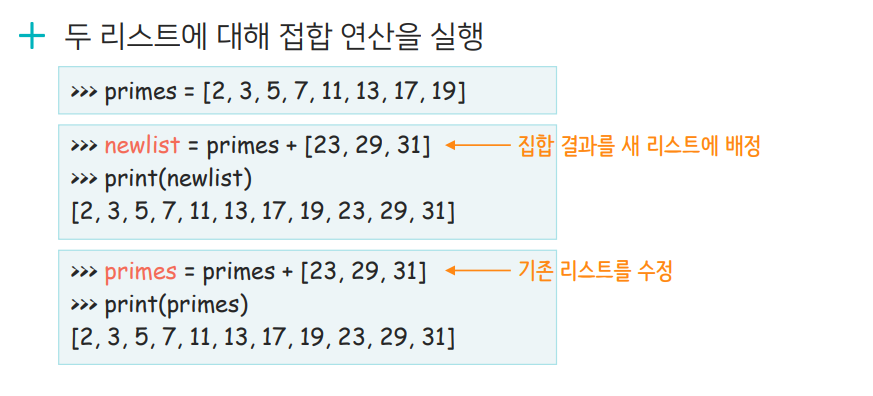 + 두 리스트에 대해 접합 연산을 실행
>>> primes = [2, 3, 5, 7, 11, 13, 17, 19]
>>> newlist = primes + [23, 29, 31] 집합 결과를 새 리스트에 배정
>>> print(newlist)
[2, 3, 5, 7, 11, 13, 17, 19, 23, 29, 31]
>>> primes = primes + [23, 29, 31] 기존 리스트를 수정
>>> print(primes)
[2, 3, 5, 7, 11, 13, 17, 19, 23, 29, 31]